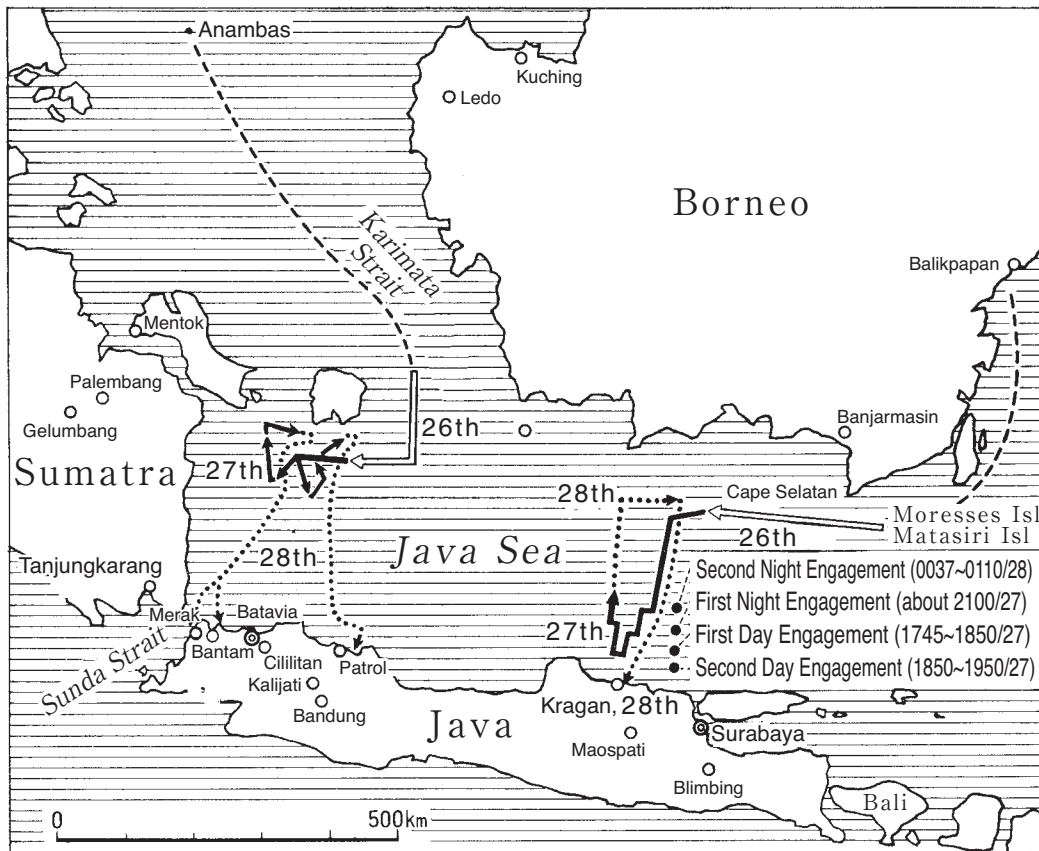 Anambas
Kuching
Ledo
Borneo
Karimata
Strait
Balikpapan
Mentok
Palembang
Gelumbang
Sumatra
26th
27th
Banjarmasin
28th
Cape Selatan
Moresses Isl
Matasiri Isl
26th
28th
Java Sea
Second Night Engagement (0037~0110/28)
First Night Engagement (about 2100/27)
First Day Engagement (1745~1850/27)
Second Day Engagement (1850~1950/27)
27th
Tanjungkarang
Merak
Batavia
Bantam
Cililitan
Patrol
Kalijati
Bandung
Sunda Strait
Java
Kragan, 28th
Surabaya
Maospati
Blimbing
Bali
0
500km